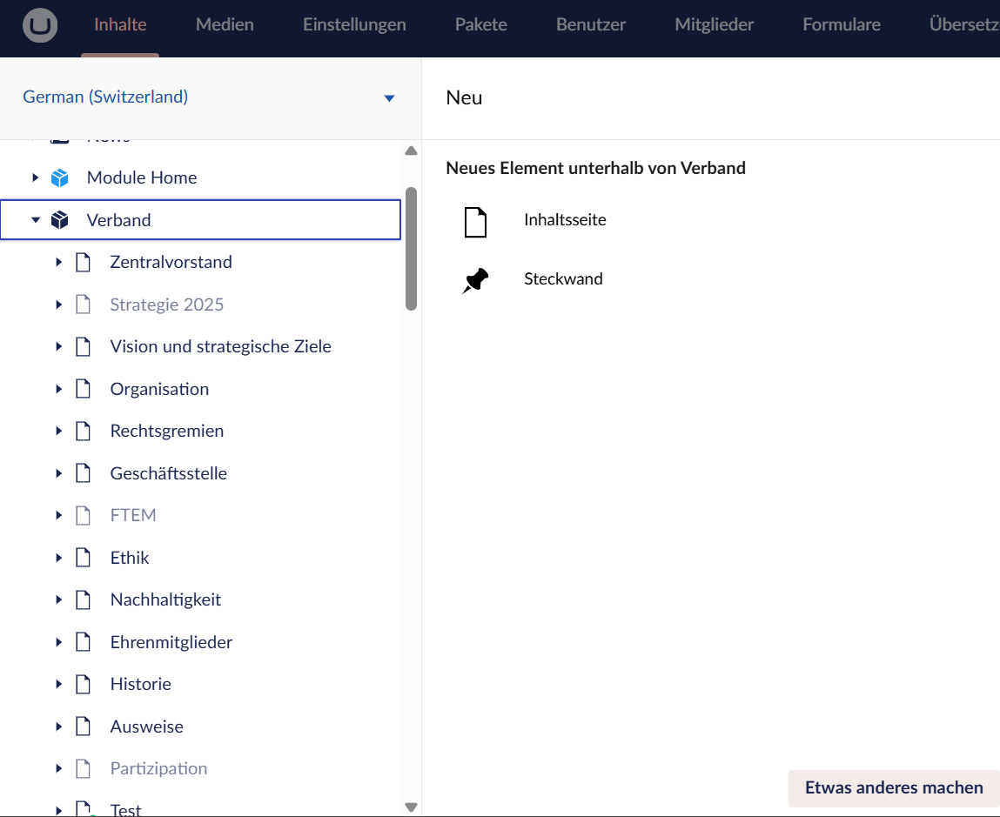 Inhalte Medien Einstellungen Pakete Benutzer Mitglieder Formulare
German (Switzerland)
Neu
News
Module Home
Verband
Zentralvorstand
Strategie 2025
Vision und strategische Ziele
Organisation
Rechtsgremien
Geschäftsstelle
FTEM
Ethik
Nachhaltigkeit
Ehrenmitglieder
Historie
Ausweise
Partizipation
Test
Neues Element unterhalb von Verband
Inhaltsseite
Steckwand
Etwas anderes machen